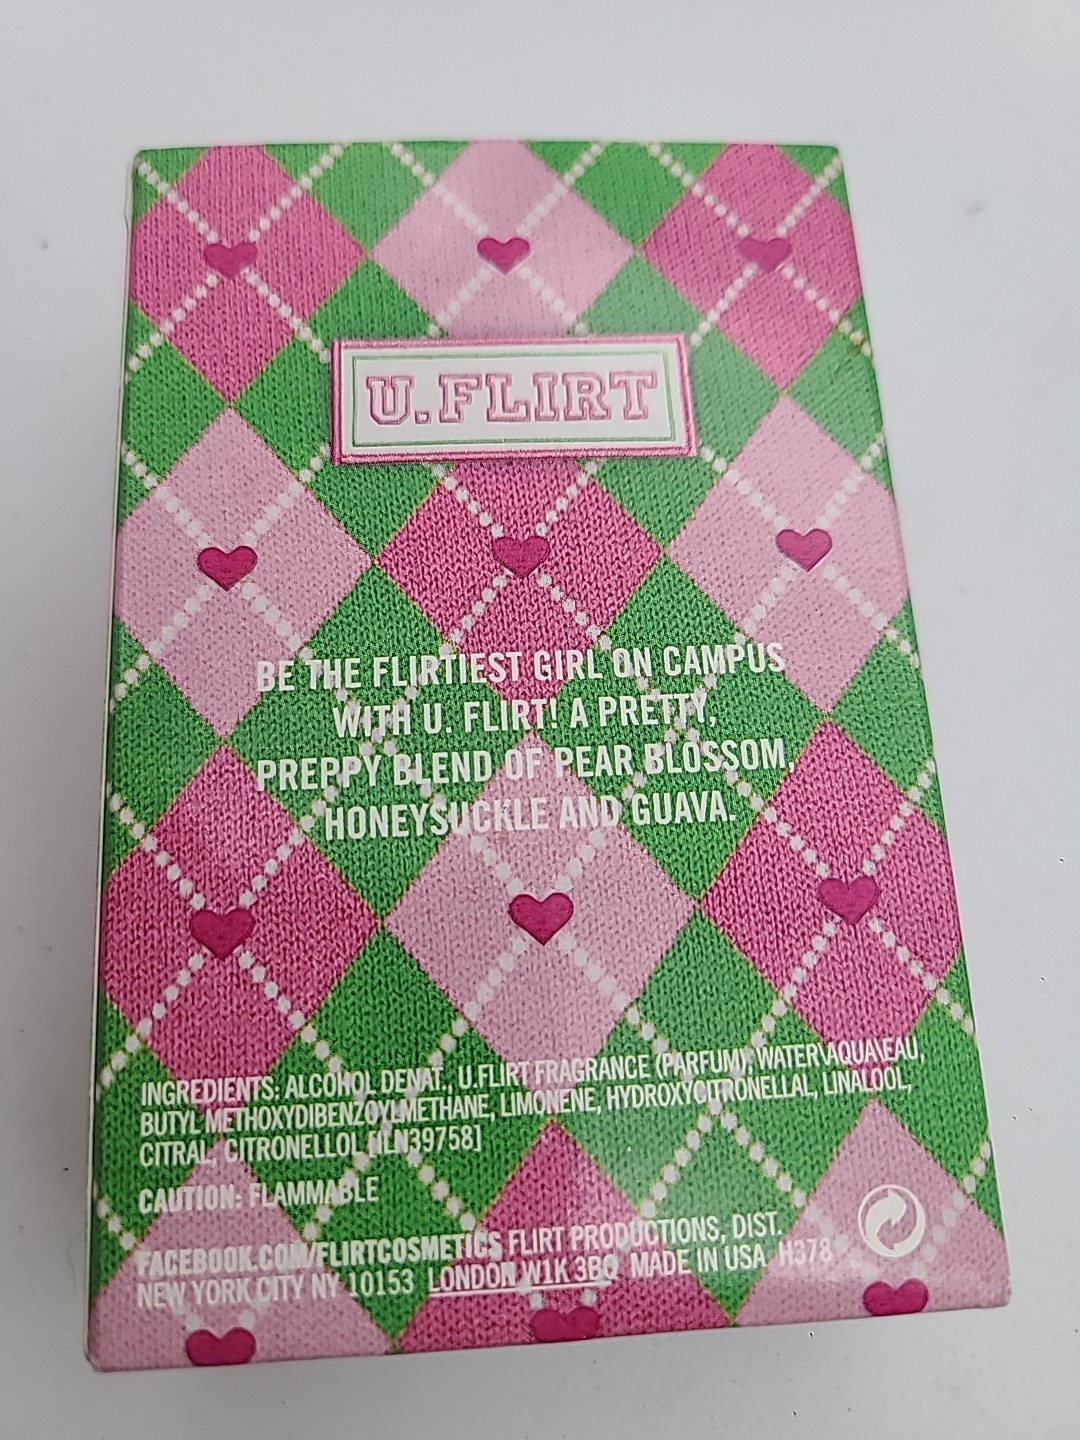 U.FLIRT
BE THE FLIRTIEST GIRL ON CAMPUS
WITH U. FLIRT! A PRETTY,
PREPPY BLEND OF PEAR BLOSSOM,
HONEYSUCKLE AND GUAVA.
INGREDIENTS: ALCOHOL DENAT., U.FLIRT FRAGRANCE (PARFUM), WATER\AQUA\EAU,
BUTYL METHOXYDIBENZOYLMETHANE, LIMONENE, HYDROXYCITRONELLAL, LINALOOL,
CITRAL, CITRONELLOL [ILN39758]
CAUTION: FLAMMABLE
FACEBOOK.COM/FLIRTCOSMETICS FLIRT PRODUCTIONS, DIST.
NEW YORK CITY NY 10153 LONDON W1K 3BQ MADE IN USA H378